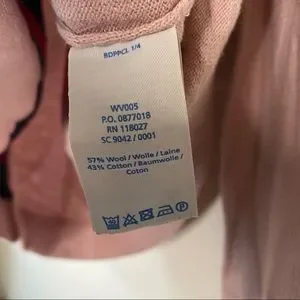 BDPPCL 1/4
WV005
P.O. 0877018
RN 118027
SC 9042 / 0001
57% Wool / Wolle / Laine
43% Cotton / Baumwolle /
Coton